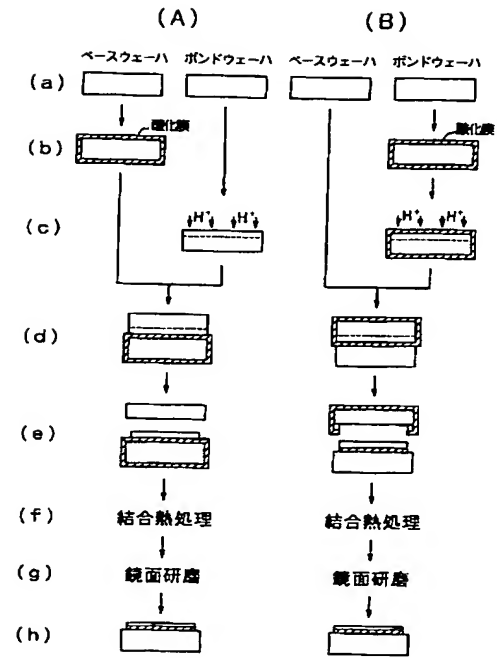 (A) (B)
ベースウェーハ ボンドウェーハ ベースウェーハ ボンドウェーハ
(a)
酸化膜 酸化膜
(b)
H⁺ H⁺ H⁺ H⁺
(c)
(d)
(e)
(f) 結合熱処理 結合熱処理
(g) 鏡面研磨 鏡面研磨
(h)